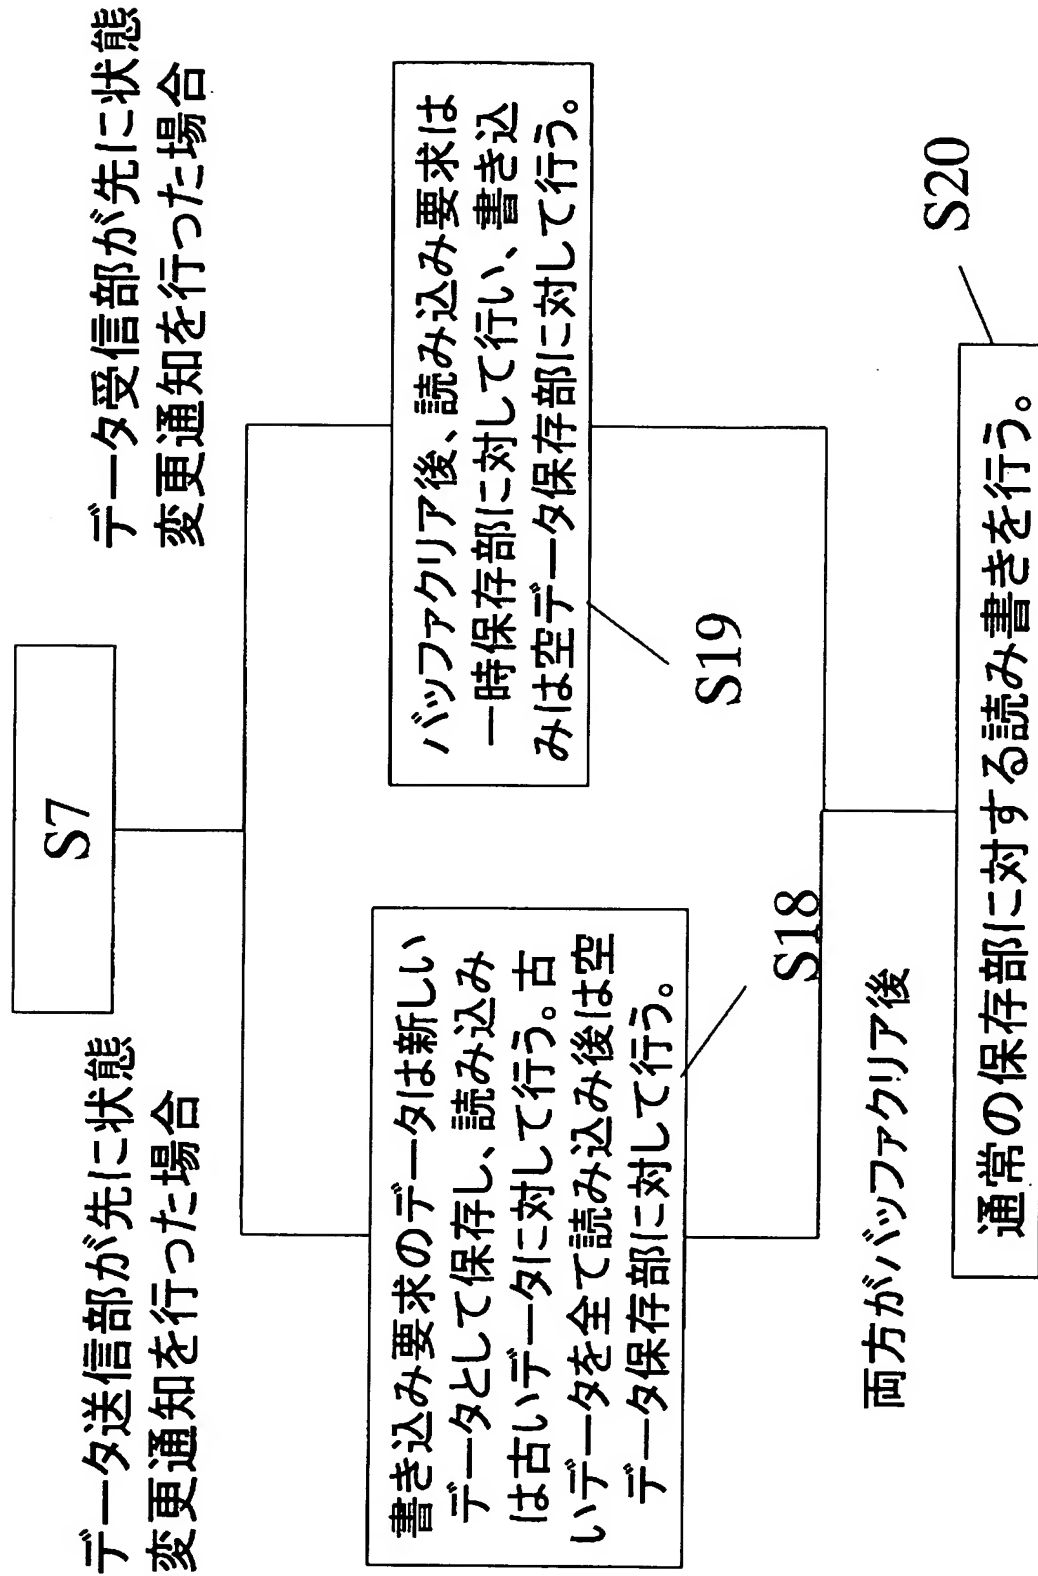 データ送信部が先に状態
変更通知を行った場合
S7
データ受信部が先に状態
変更通知を行った場合
書き込み要求のデータは新しい
データとして保存し、読み込み
は古いデータに対して行う。古
いデータを全て読み込み後は空
データ保存部に対して行う。
S18
バッファクリア後、読み込み要求は
一時保存部に対して行い、書き込
みは空データ保存部に対して行う。
S19
両方がバッファクリア後
通常の保存部に対する読み書きを行う。
S20